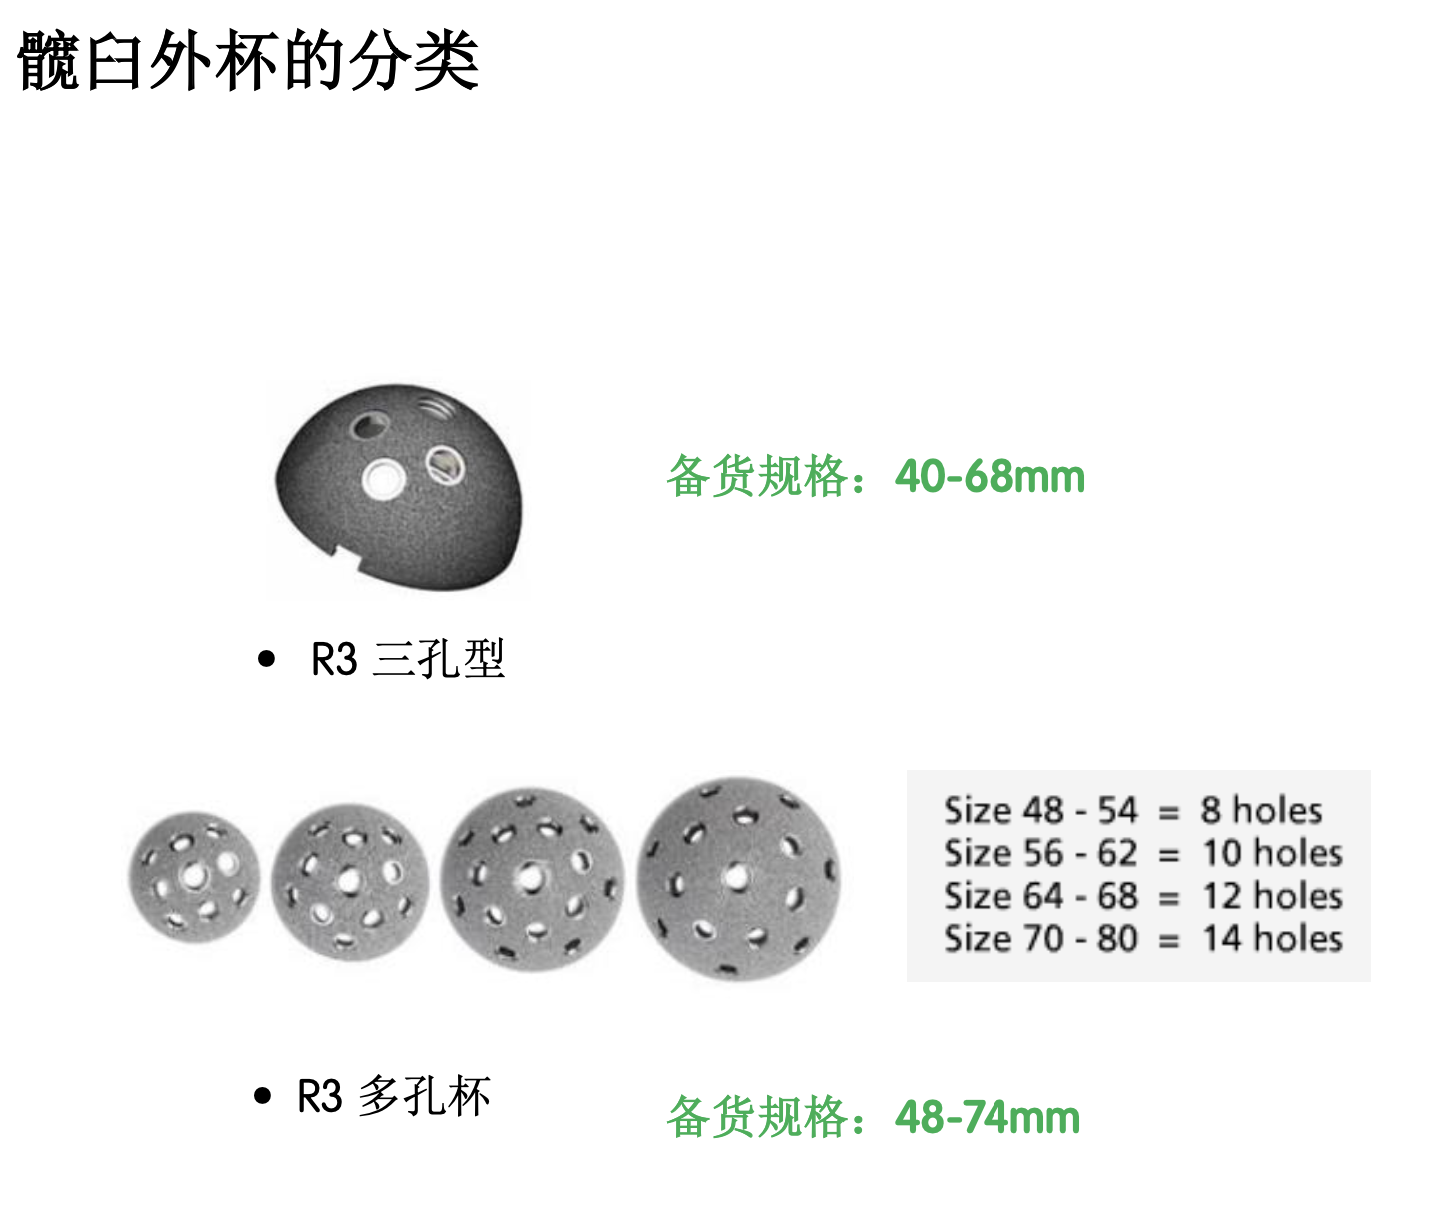 髋臼外杯的分类
备货规格：40-68mm
• R3 三孔型
Size 48 - 54 = 8 holes
Size 56 - 62 = 10 holes
Size 64 - 68 = 12 holes
Size 70 - 80 = 14 holes
• R3 多孔杯
备货规格：48-74mm